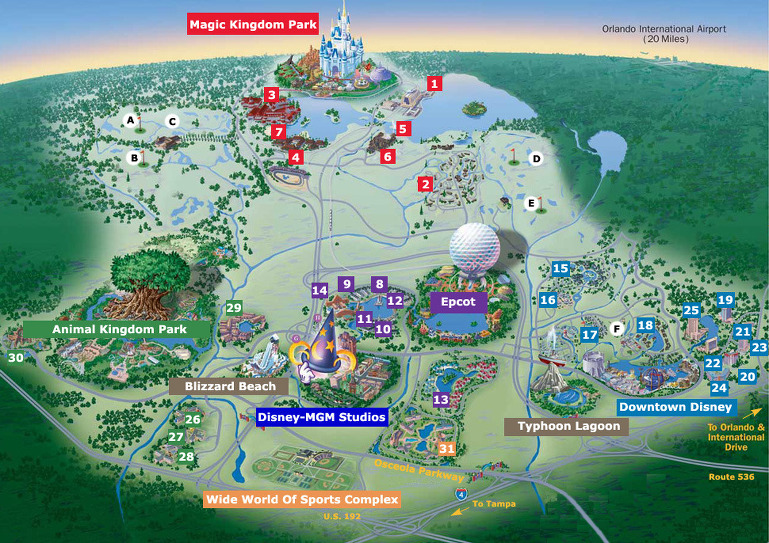 Magic Kingdom Park
Orlando International Airport
(20 Miles)
1
3
A
C
7
5
B
4
6
D
2
E
15
14
9
8
16
12
Epcot
29
11
10
17
F
18
25
19
21
23
Animal Kingdom Park
30
22
20
24
Blizzard Beach
13
Disney-MGM Studios
Downtown Disney
26
Typhoon Lagoon
27
31
28
To Orlando &
International
Drive
Osceola Parkway
Route 536
Wide World Of Sports Complex
4
To Tampa
U.S. 192